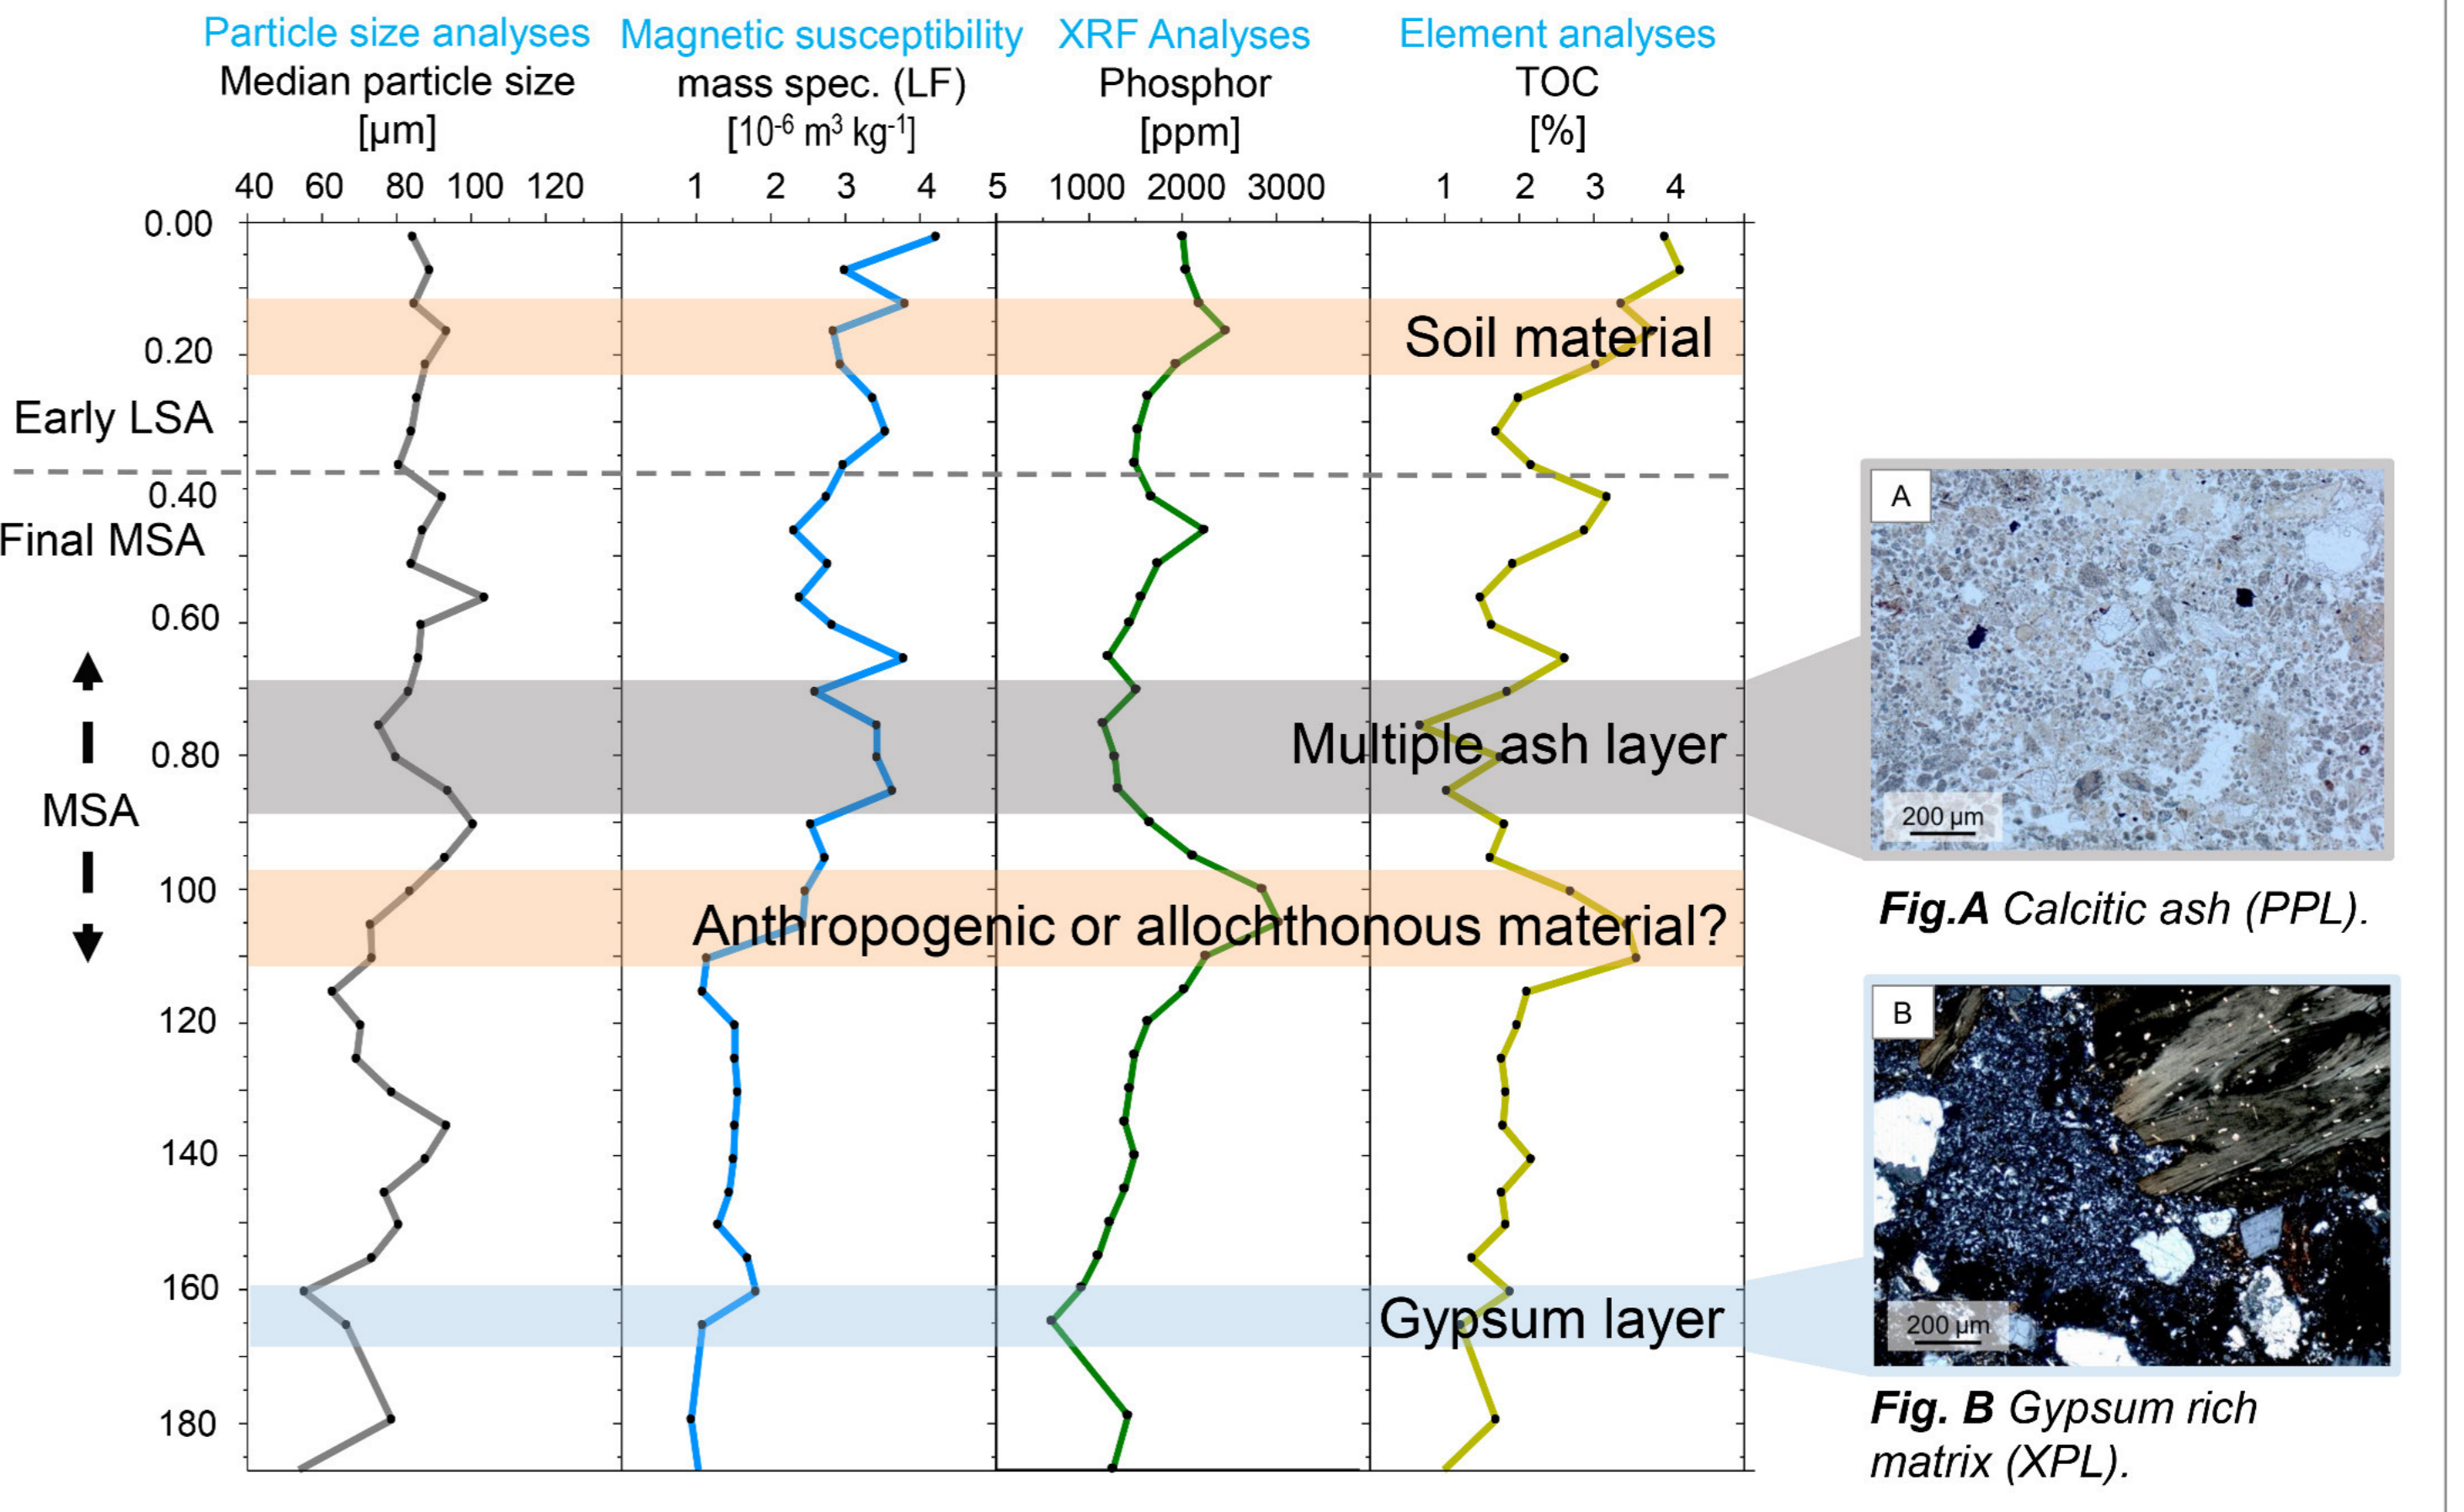 Particle size analyses
Median particle size
[µm]
Magnetic susceptibility
mass spec. (LF)
[10⁻⁶ m³ kg⁻¹]
XRF Analyses
Phosphor
[ppm]
Element analyses
TOC
[%]
40 60 80 100 120
1 2 3 4 5
1000 2000 3000
1 2 3 4
0.00
0.20
0.40
0.60
0.80
100
120
140
160
180
Early LSA
Final MSA
MSA
Soil material
Multiple ash layer
Anthropogenic or allochthonous material?
Gypsum layer
A
200 µm
Fig.A Calcitic ash (PPL).
B
200 µm
Fig. B Gypsum rich
matrix (XPL).